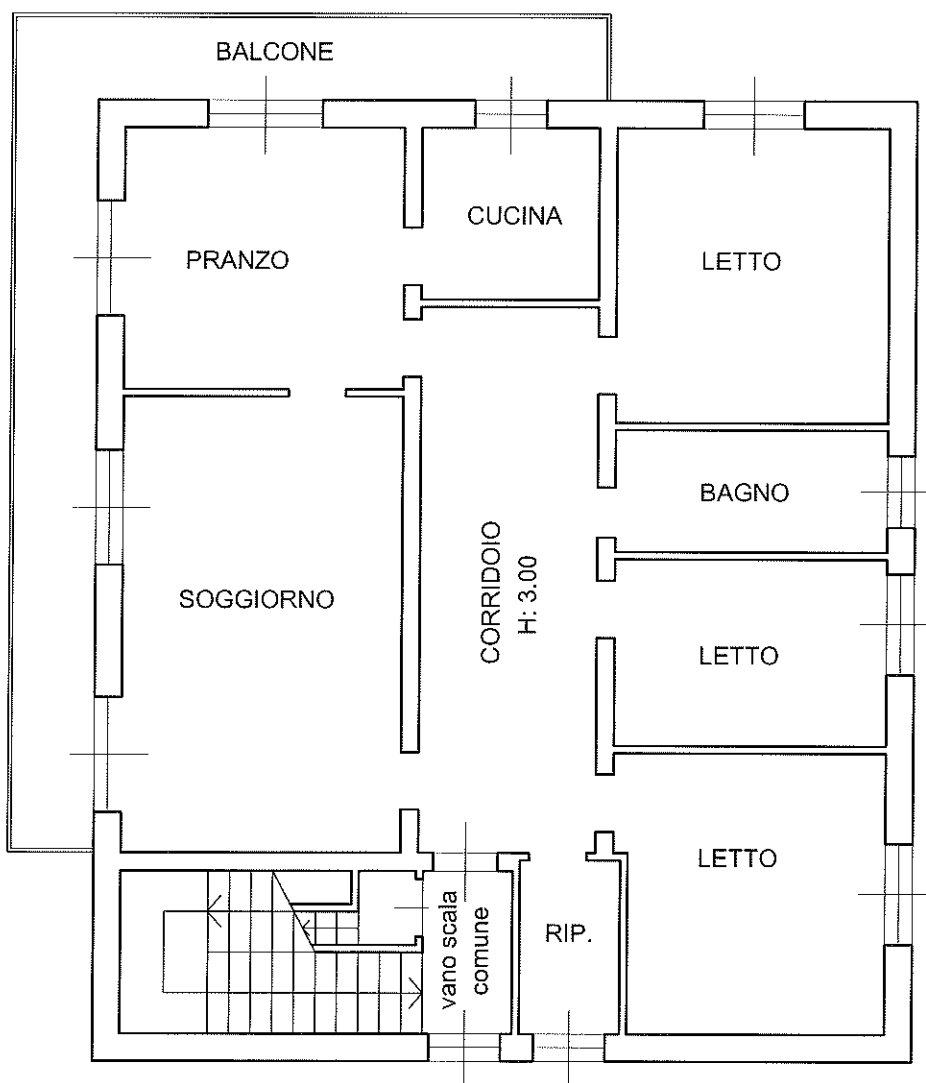 BALCONE
CUCINA
PRANZO
LETTO
BAGNO
CORRIDOIO
H: 3.00
SOGGIORNO
LETTO
LETTO
vano scala
comune
RIP.